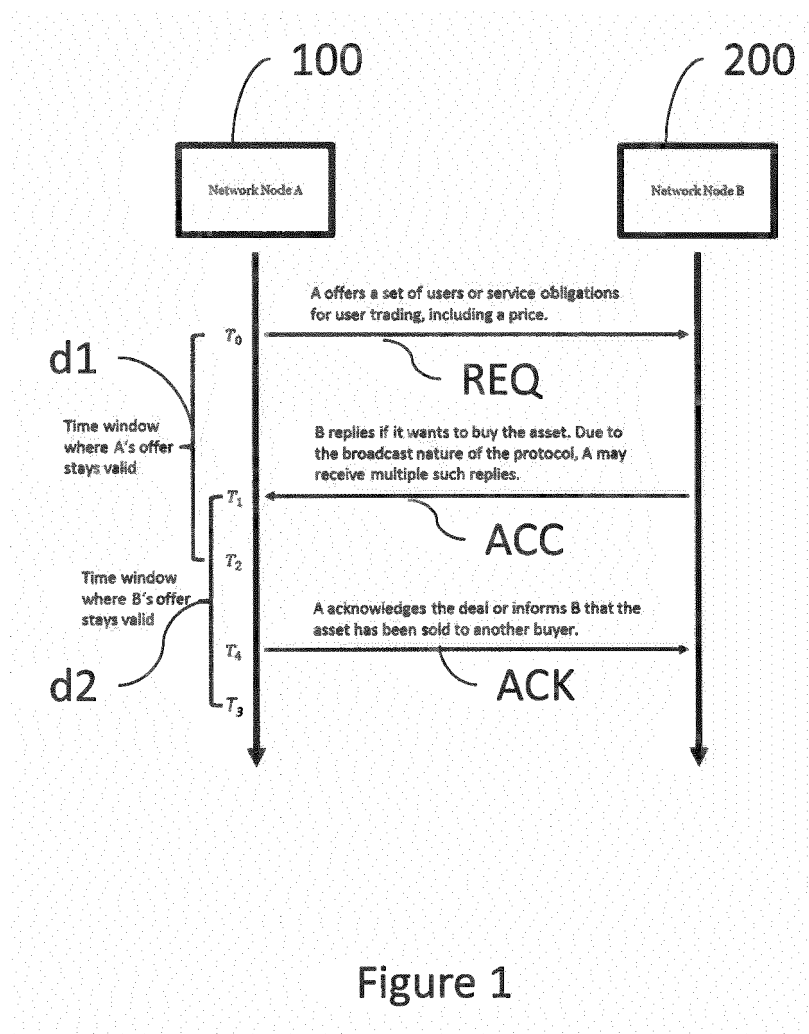 100
200
Network Node A
Network Node B
A offers a set of users or service obligations
for user trading, including a price.
T0
d1
REQ
Time window
where A's offer
stays valid
B replies if it wants to buy the asset. Due to
the broadcast nature of the protocol, A may
receive multiple such replies.
T1
ACC
T2
Time window
where B's offer
stays valid
A acknowledges the deal or informs B that the
asset has been sold to another buyer.
T4
d2
ACK
T3
Figure 1